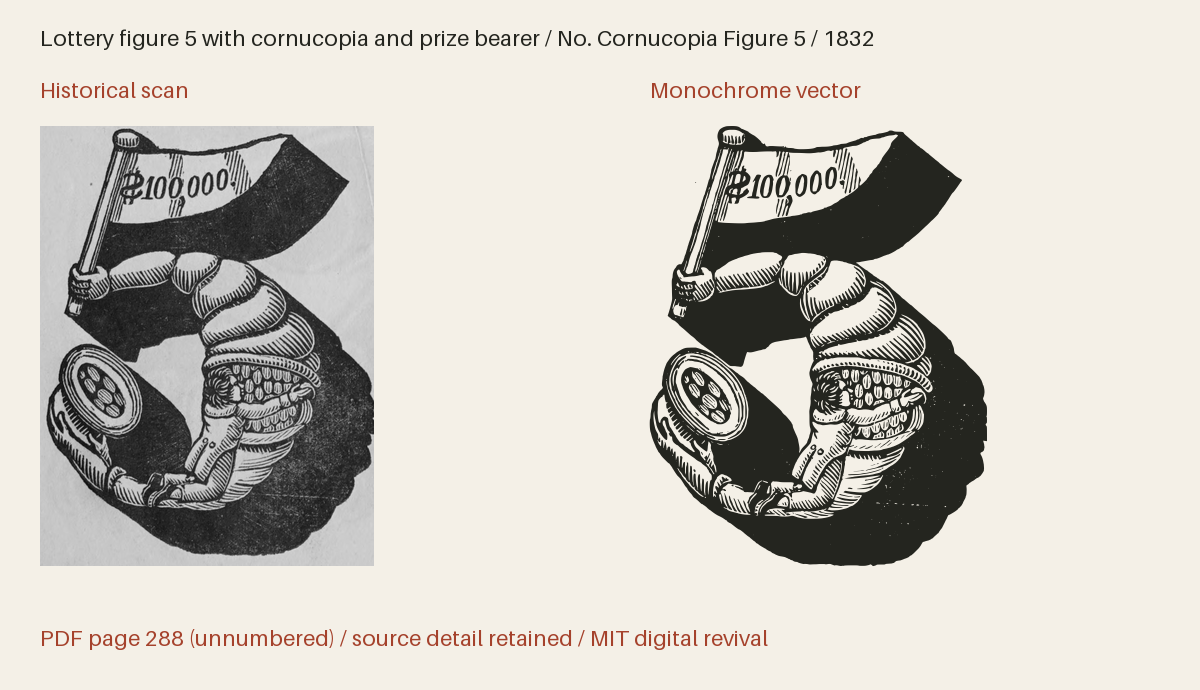 Lottery figure 5 with cornucopia and prize bearer / No. Cornucopia Figure 5 / 1832
Historical scan
Monochrome vector
$100,000.
$100,000.
PDF page 288 (unnumbered) / source detail retained / MIT digital revival